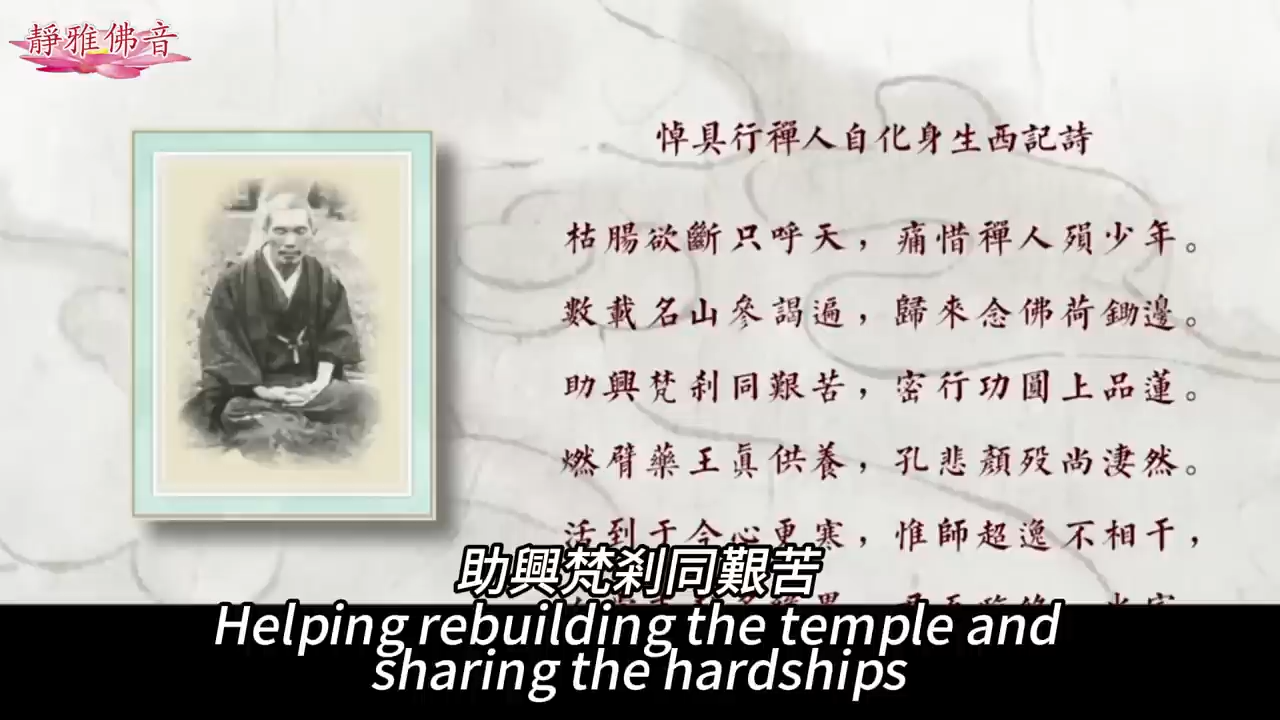 靜雅佛音
悼具行禪人自化身生西記詩
枯腸欲斷只呼天，痛惜禪人殞少年。
數載名山參謁遍，歸來念佛荷鋤邊。
助興梵剎同艱苦，密行功圓上品蓮。
燃臂藥王眞供養，孔悲顏歿尚淒然。
活到于今心更寒，惟師超逸不相干，
助興梵剎同艱苦
Helping rebuilding the temple and
sharing the hardships